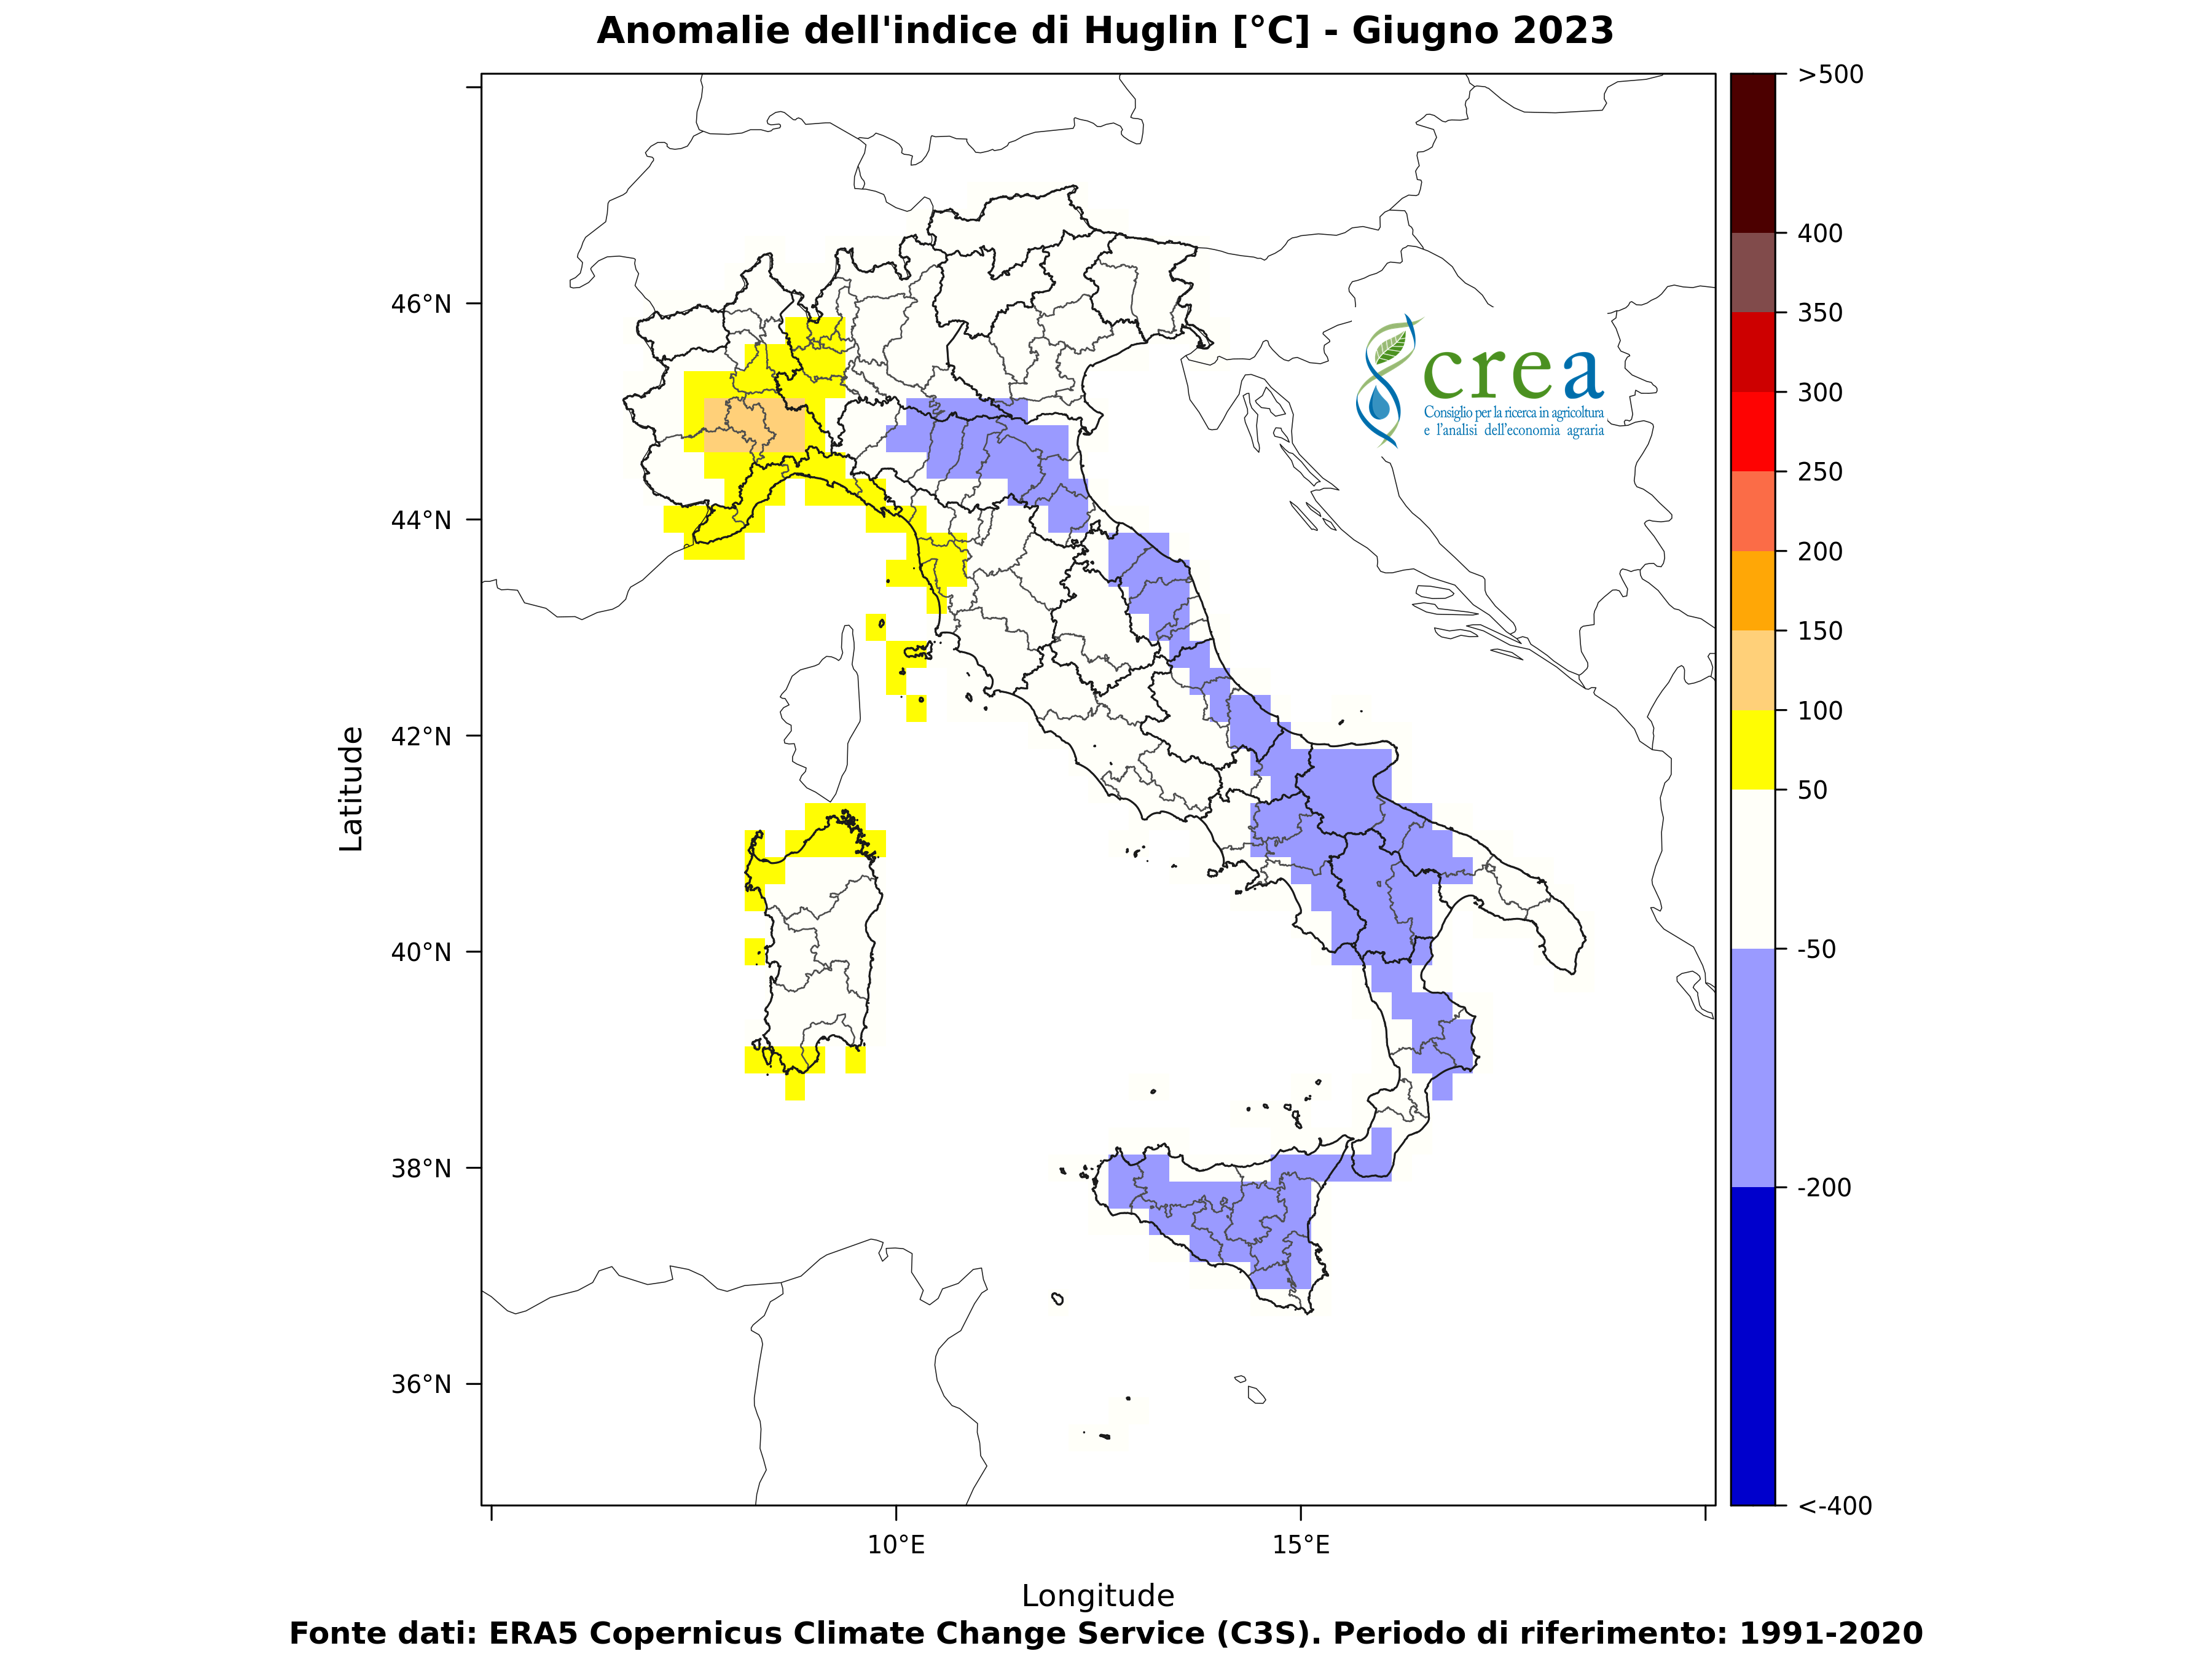 Anomalie dell'indice di Huglin [°C] - Giugno 2023
>500
400
350
300
250
200
150
100
50
-50
-200
<-400
46°N
44°N
42°N
40°N
38°N
36°N
Latitude
crea
Consiglio per la ricerca in agricoltura
e l'analisi dell'economia agraria
10°E
15°E
Longitude
Fonte dati: ERA5 Copernicus Climate Change Service (C3S). Periodo di riferimento: 1991-2020